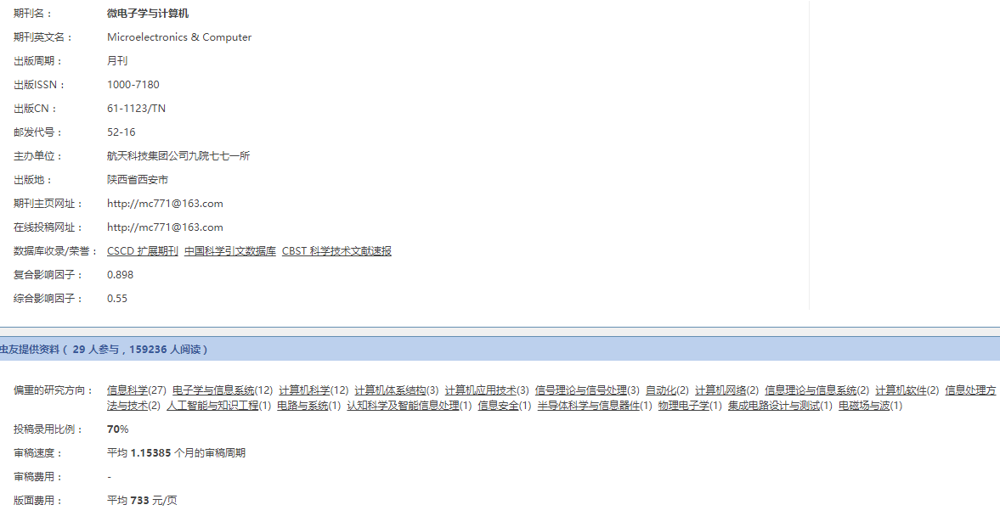 期刊名： 微电子学与计算机
期刊英文名： Microelectronics & Computer
出版周期： 月刊
出版ISSN： 1000-7180
出版CN： 61-1123/TN
邮发代号： 52-16
主办单位： 航天科技集团公司九院七七一所
出版地： 陕西省西安市
期刊主页网址： http://mc771@163.com
在线投稿网址： http://mc771@163.com
数据库收录/荣誉： CSCD 扩展期刊 中国科学引文数据库 CBST 科学技术文献速报
复合影响因子： 0.898
综合影响因子： 0.55
虫友提供资料（ 29 人参与，159236 人阅读）
偏重的研究方向： 信息科学(27) 电子学与信息系统(12) 计算机科学(12) 计算机体系结构(3) 计算机应用技术(3) 信号理论与信号处理(3) 自动化(2) 计算机网络(2) 信息理论与信息系统(2) 计算机软件(2) 信息处理方
法与技术(2) 人工智能与知识工程(1) 电路与系统(1) 认知科学及智能信息处理(1) 信息安全(1) 半导体科学与信息器件(1) 物理电子学(1) 集成电路设计与测试(1) 电磁场与波(1)
投稿录用比例： 70%
审稿速度： 平均 1.15385 个月的审稿周期
审稿费用： -
版面费用： 平均 733 元/页